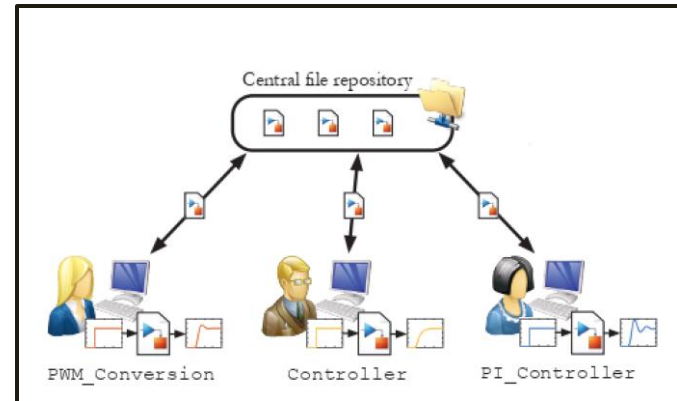 Central file repository
PWM_Conversion
Controller
PI_Controller